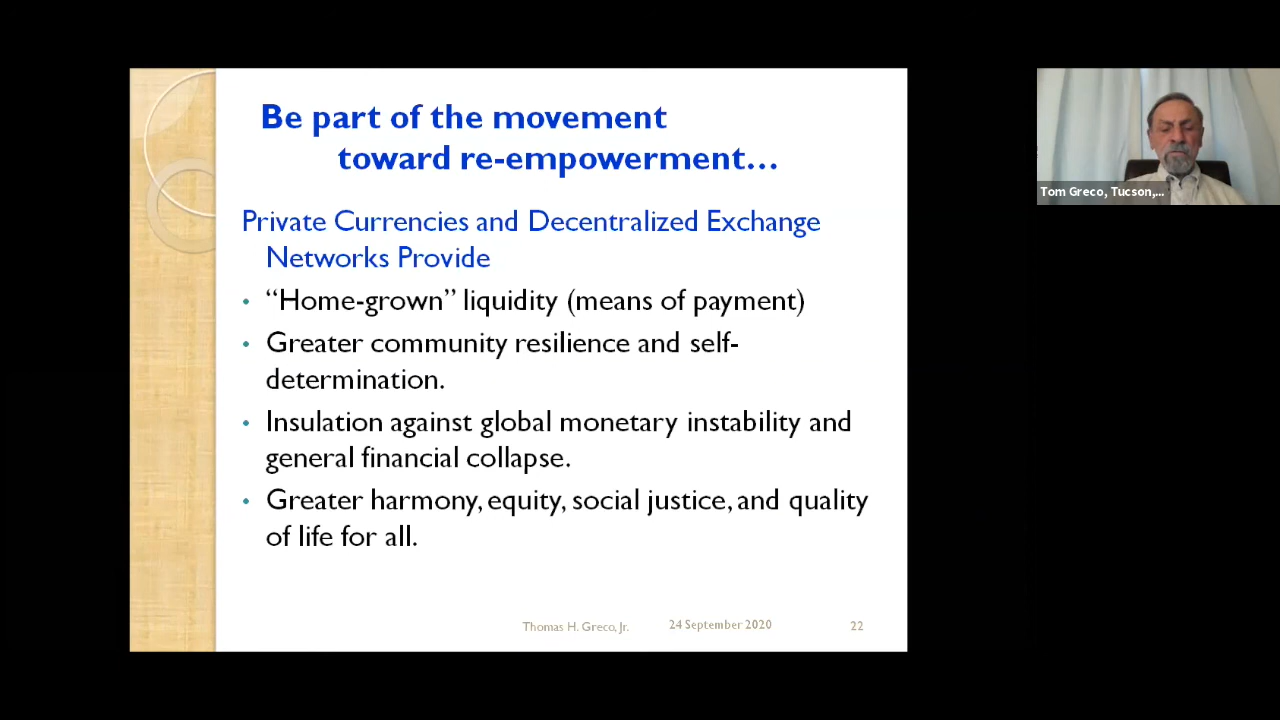 Be part of the movement
toward re-empowerment…
Private Currencies and Decentralized Exchange
Networks Provide
• “Home-grown” liquidity (means of payment)
• Greater community resilience and self-
determination.
• Insulation against global monetary instability and
general financial collapse.
• Greater harmony, equity, social justice, and quality
of life for all.
Thomas H. Greco, Jr. 24 September 2020 22
Tom Greco, Tucson,...